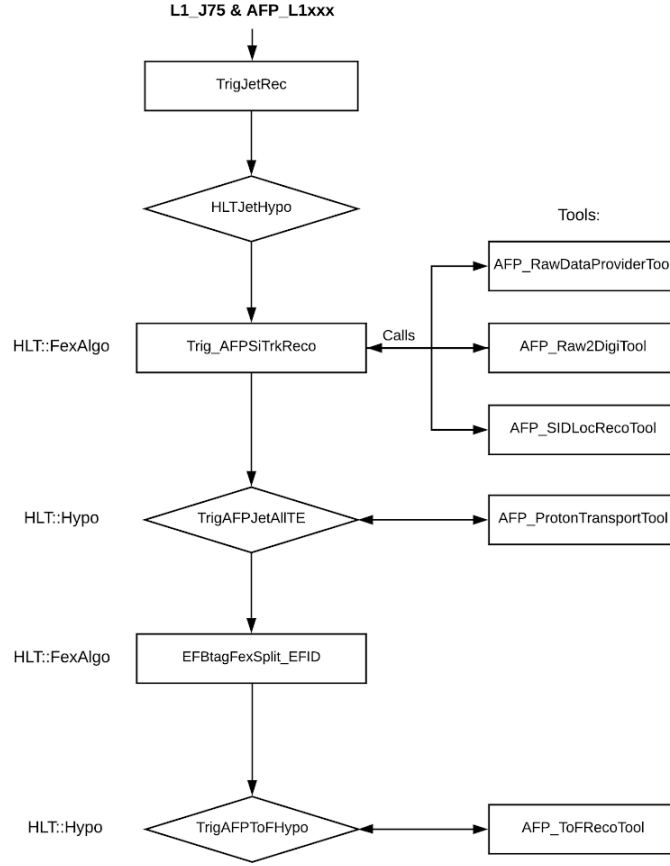 L1_J75 & AFP_L1xxx
TrigJetRec
HLTJetHypo
Tools:
AFP_RawDataProviderTool
HLT::FexAlgo
Trig_AFPSiTrkReco
Calls
AFP_Raw2DigiTool
AFP_SIDLocRecoTool
HLT::Hypo
TrigAFPJetAllTE
AFP_ProtonTransportTool
HLT::FexAlgo
EFBtagFexSplit_EFID
HLT::Hypo
TrigAFPToFHypo
AFP_ToFRecoTool